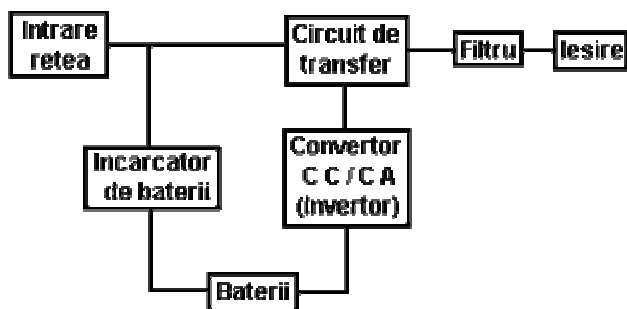 Intrare
retea
Circuit de
transfer
Filtru
Iesire
Incarcator
de baterii
Convertor
C C / C A
(Invertor)
Baterii